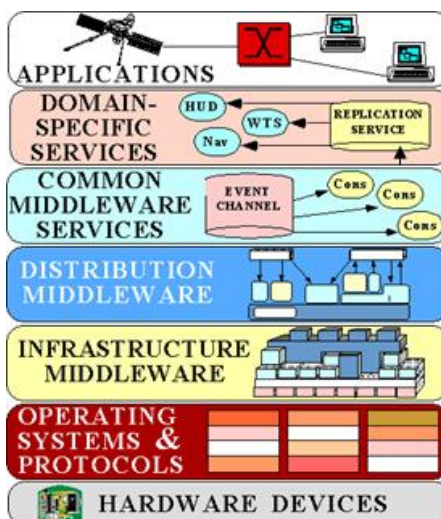 APPLICATIONS
DOMAIN-
SPECIFIC
SERVICES
HUD
WTS
Nav
REPLICATION
SERVICE
COMMON
MIDDLEWARE
SERVICES
EVENT
CHANNEL
Cons
Cons
Cons
DISTRIBUTION
MIDDLEWARE
INFRASTRUCTURE
MIDDLEWARE
OPERATING
SYSTEMS &
PROTOCOLS
HARDWARE DEVICES